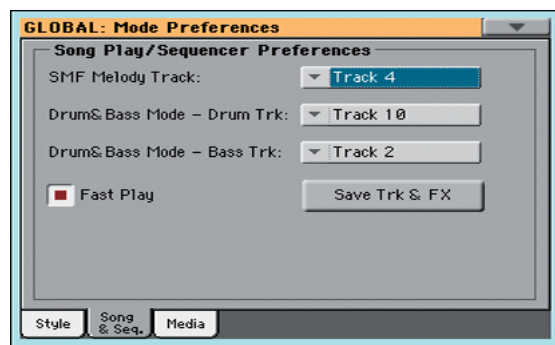 GLOBAL: Mode Preferences
Song Play/Sequencer Preferences
SMF Melody Track: Track 4
Drum&Bass Mode – Drum Trk: Track 10
Drum&Bass Mode – Bass Trk: Track 2
Fast Play Save Trk & FX
Style Song & Seq. Media